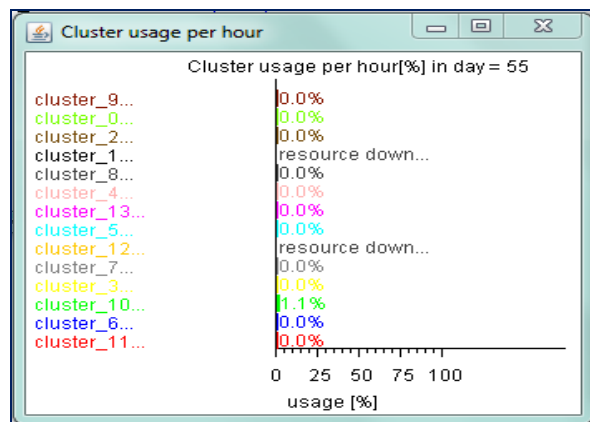 Cluster usage per hour
Cluster usage per hour[%] in day = 55
cluster_9... 0.0%
cluster_0... 0.0%
cluster_2... 0.0%
cluster_1... resource down...
cluster_8... 0.0%
cluster_4... 0.0%
cluster_13... 0.0%
cluster_5... 0.0%
cluster_12... resource down...
cluster_7... 0.0%
cluster_3... 0.0%
cluster_10... 1.1%
cluster_6... 0.0%
cluster_11... 0.0%
0 25 50 75 100
usage [%]